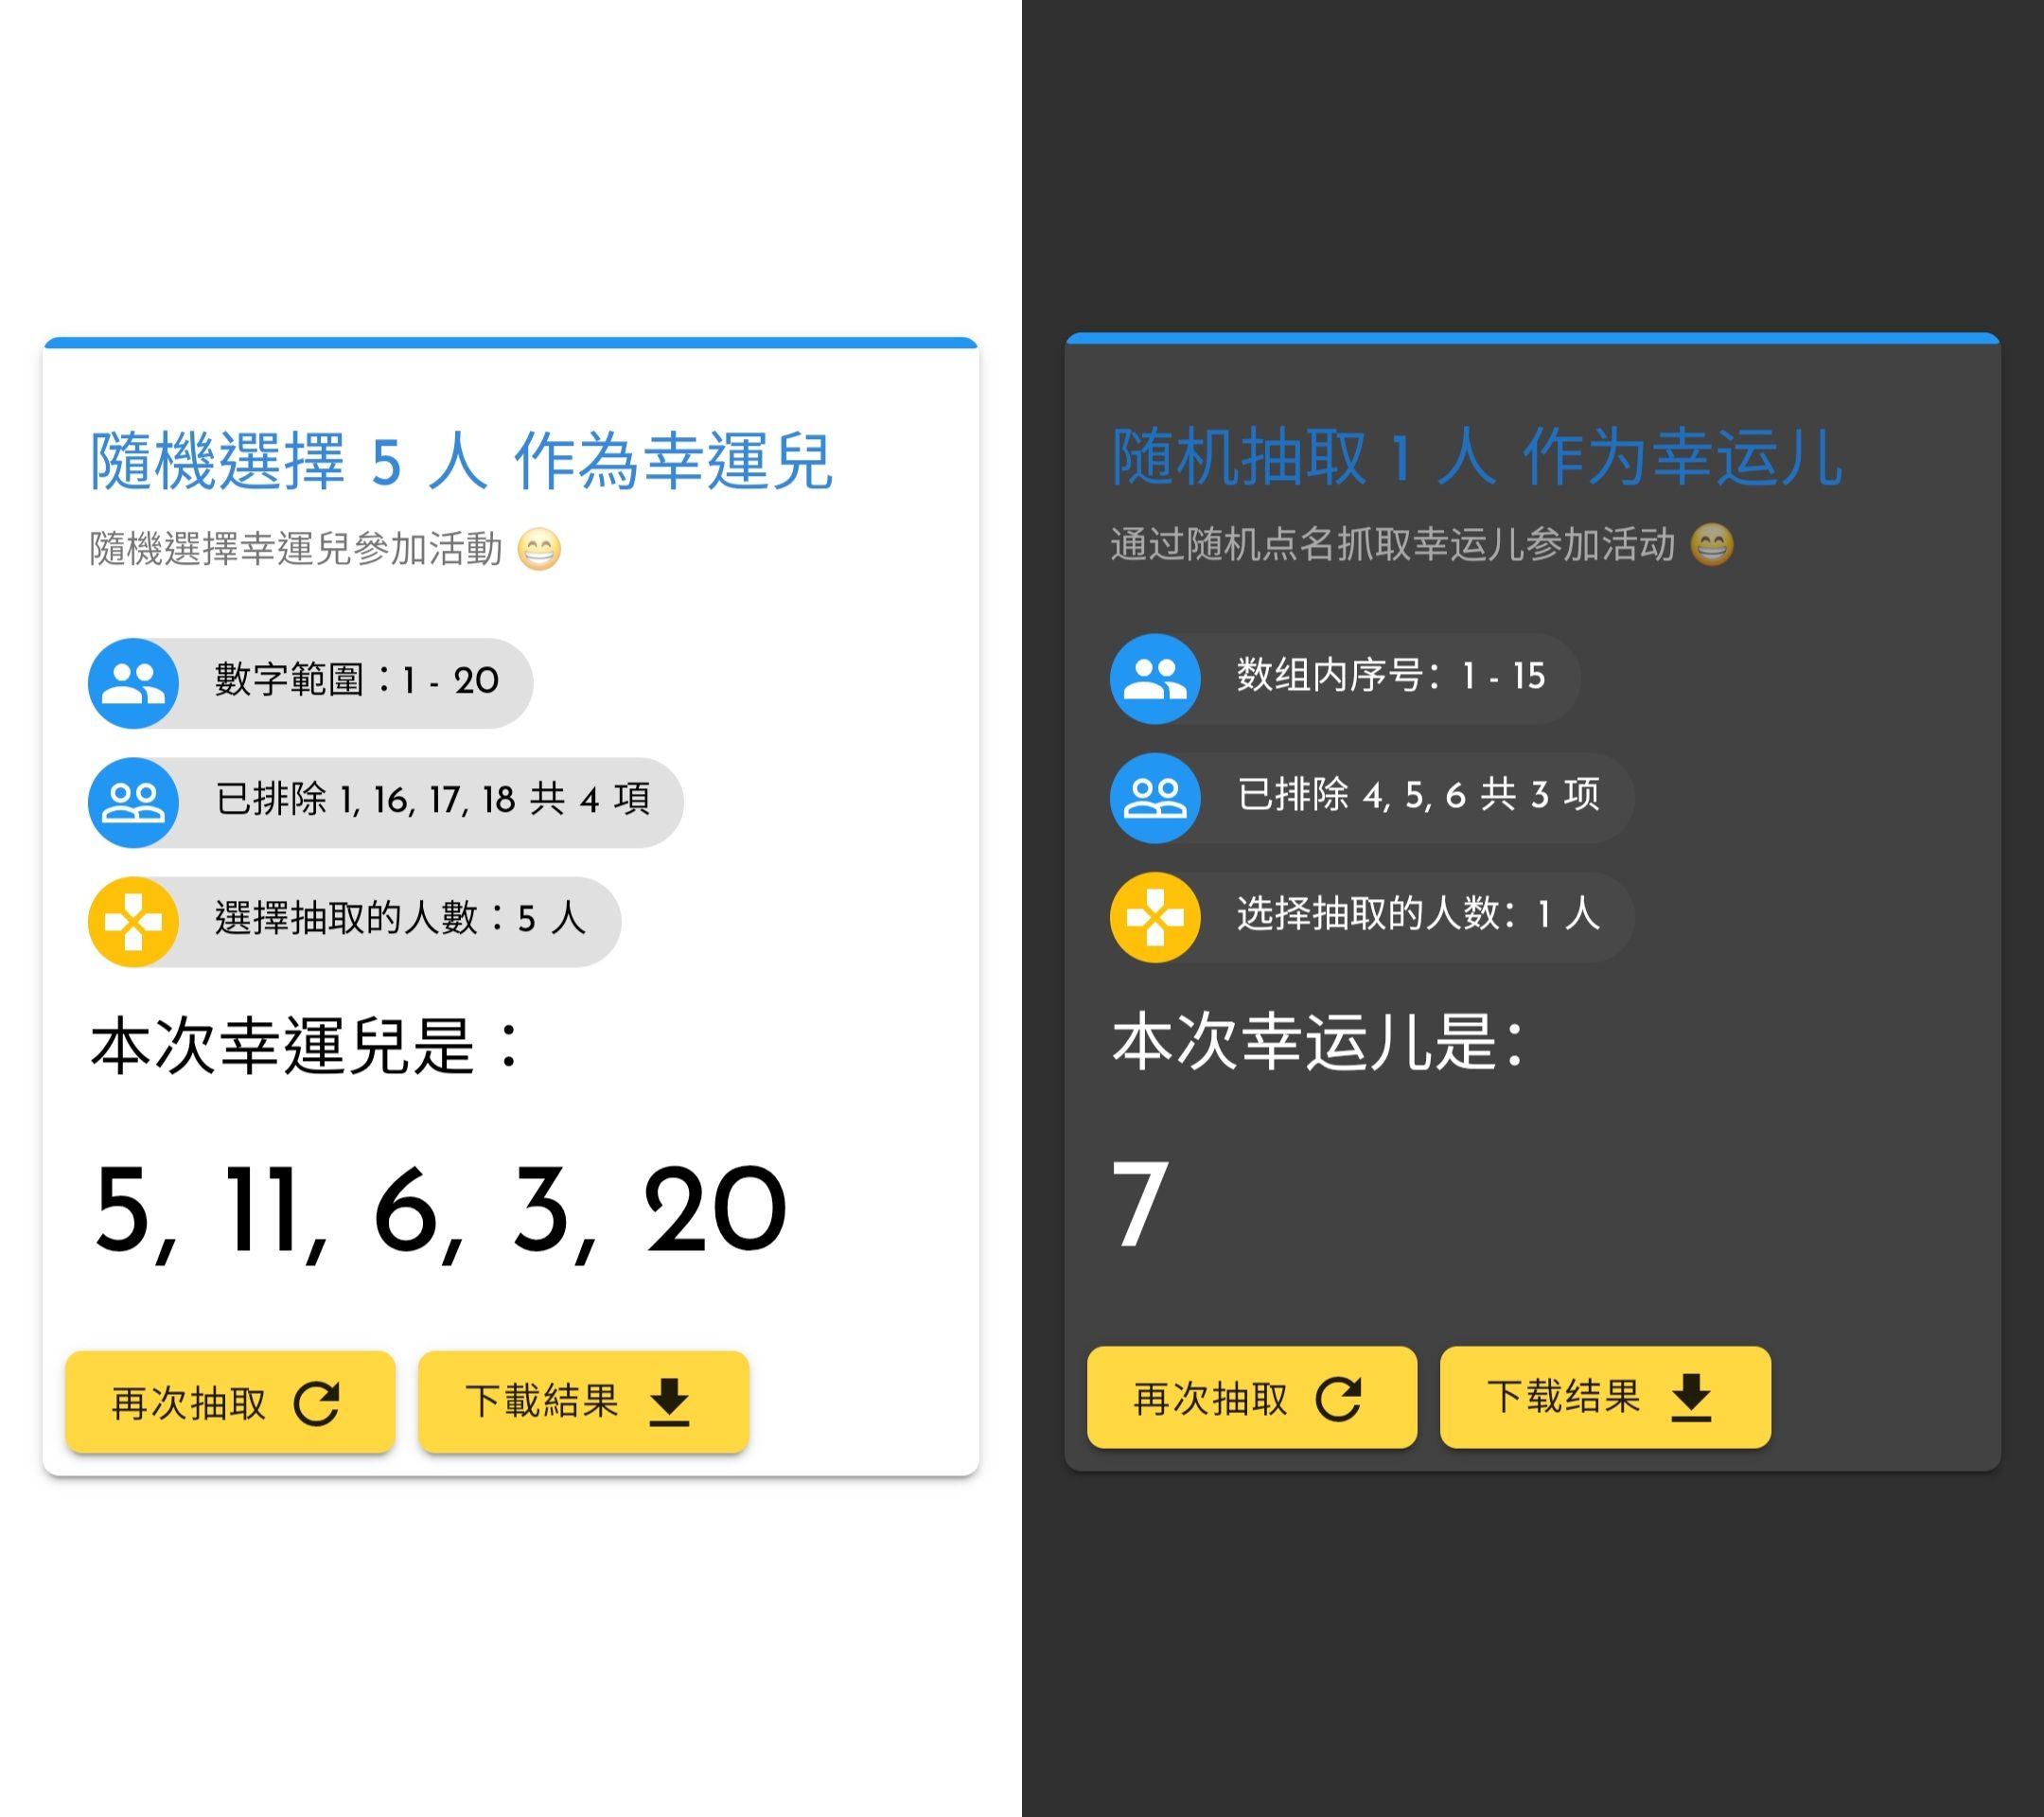 隨機選擇 5 人 作為幸運兒
隨機選擇幸運兒參加活動 😁
數字範圍：1 - 20
已排除 1, 16, 17, 18 共 4 項
選擇抽取的人數：5 人
本次幸運兒是：
5, 11, 6, 3, 20
再次抽取
下載結果
随机抽取 1 人 作为幸运儿
通过随机点名抓取幸运儿参加活动 😁
数组内序号：1 - 15
已排除 4, 5, 6 共 3 项
选择抽取的人数：1 人
本次幸运儿是：
7
再次抽取
下载结果